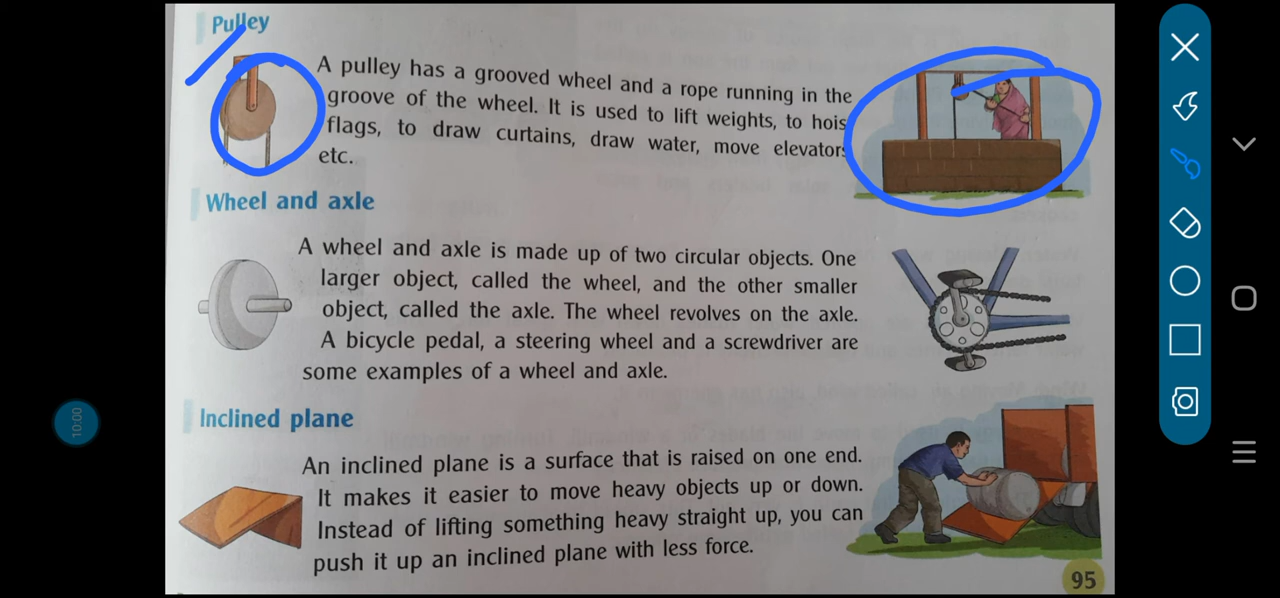 Pulley
A pulley has a grooved wheel and a rope running in the
groove of the wheel. It is used to lift weights, to hois
flags, to draw curtains, draw water, move elevators
etc.
Wheel and axle
A wheel and axle is made up of two circular objects. One
larger object, called the wheel, and the other smaller
object, called the axle. The wheel revolves on the axle.
A bicycle pedal, a steering wheel and a screwdriver are
some examples of a wheel and axle.
Inclined plane
An inclined plane is a surface that is raised on one end.
It makes it easier to move heavy objects up or down.
Instead of lifting something heavy straight up, you can
push it up an inclined plane with less force.
95
10:00